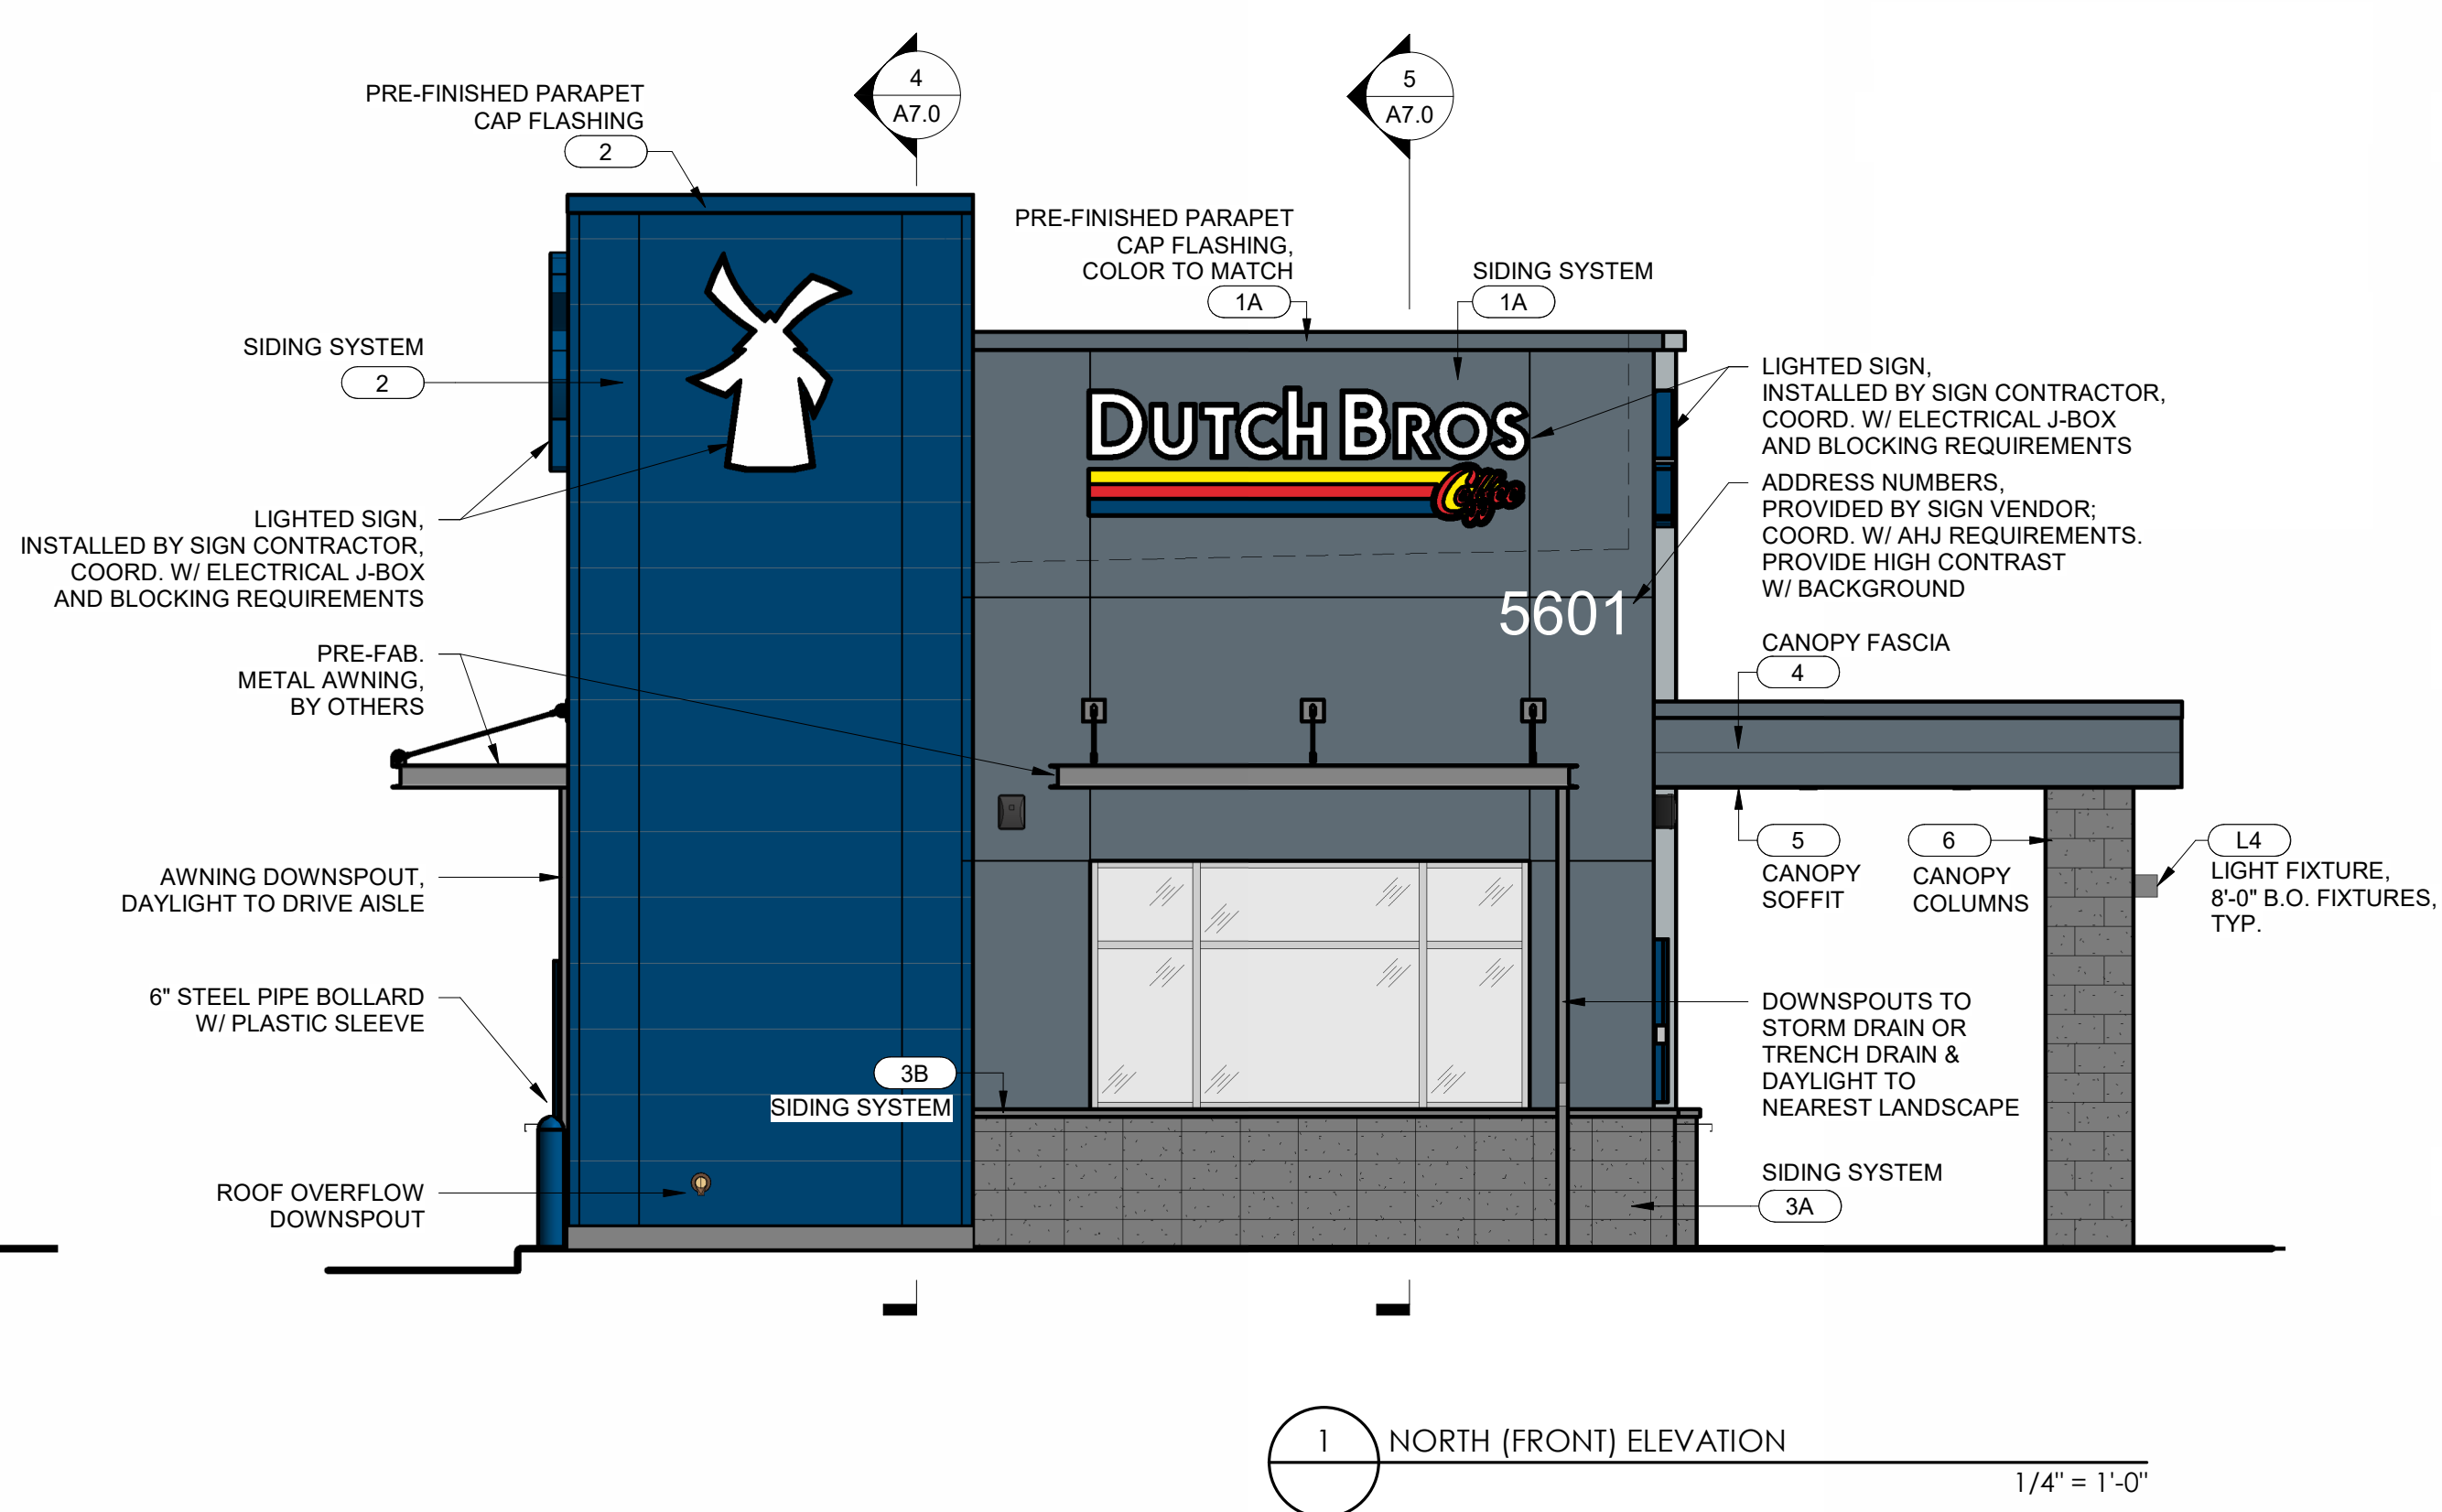 4
A7.0
5
A7.0
PRE-FINISHED PARAPET
CAP FLASHING
2
PRE-FINISHED PARAPET
CAP FLASHING,
COLOR TO MATCH
1A
SIDING SYSTEM
1A
SIDING SYSTEM
2
LIGHTED SIGN,
INSTALLED BY SIGN CONTRACTOR,
COORD. W/ ELECTRICAL J-BOX
AND BLOCKING REQUIREMENTS
DUTCH BROS
Coffee
LIGHTED SIGN,
INSTALLED BY SIGN CONTRACTOR,
COORD. W/ ELECTRICAL J-BOX
AND BLOCKING REQUIREMENTS
ADDRESS NUMBERS,
PROVIDED BY SIGN VENDOR;
COORD. W/ AHJ REQUIREMENTS.
PROVIDE HIGH CONTRAST
W/ BACKGROUND
5601
PRE-FAB.
METAL AWNING,
BY OTHERS
CANOPY FASCIA
4
AWNING DOWNSPOUT,
DAYLIGHT TO DRIVE AISLE
5
CANOPY
SOFFIT
6
CANOPY
COLUMNS
L4
LIGHT FIXTURE,
8'-0" B.O. FIXTURES,
TYP.
6" STEEL PIPE BOLLARD
W/ PLASTIC SLEEVE
3B
SIDING SYSTEM
DOWNSPOUTS TO
STORM DRAIN OR
TRENCH DRAIN &
DAYLIGHT TO
NEAREST LANDSCAPE
ROOF OVERFLOW
DOWNSPOUT
SIDING SYSTEM
3A
1
NORTH (FRONT) ELEVATION
1/4" = 1'-0"